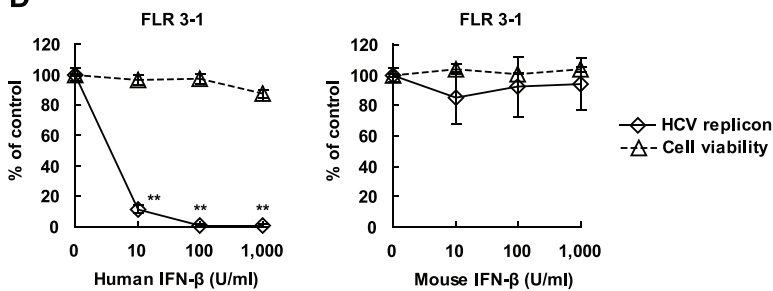 D
FLR 3-1
120
100
80
60
40
20
0
% of control
**
**
**
0
10
100
1,000
Human IFN-β (U/ml)
FLR 3-1
120
100
80
60
40
20
0
% of control
0
10
100
1,000
Mouse IFN-β (U/ml)
HCV replicon
Cell viability